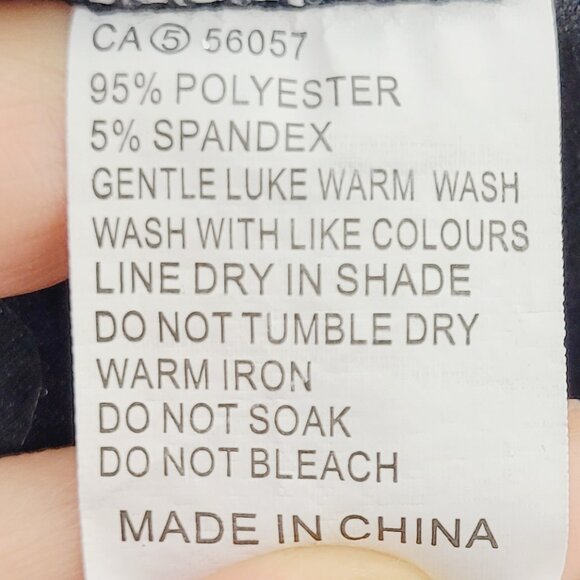 CA ⑤ 56057
95% POLYESTER
5% SPANDEX
GENTLE LUKE WARM WASH
WASH WITH LIKE COLOURS
LINE DRY IN SHADE
DO NOT TUMBLE DRY
WARM IRON
DO NOT SOAK
DO NOT BLEACH
MADE IN CHINA